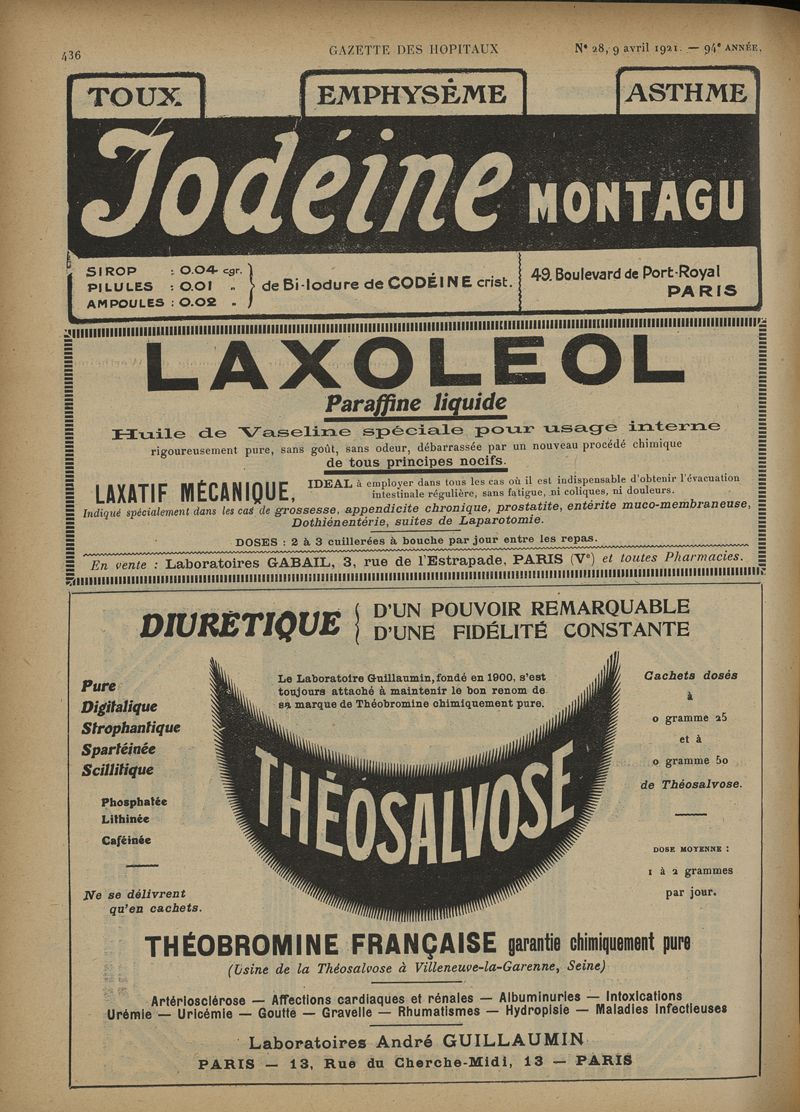 436
GAZETTE DES HOPITAUX
N° 28, 9 avril 1921. — 94e ANNÉE.
TOUX
EMPHYSÈME
ASTHME
Iodéine MONTAGU
SIROP : 0.04 cgr.
PILULES : 0.01 "
AMPOULES : 0.02 "
de Bi-Iodure de CODÉINE crist.
49, Boulevard de Port-Royal
PARIS
LAXOLEOL
Paraffine liquide
Huile de Vaseline spéciale pour usage interne
rigoureusement pure, sans goût, sans odeur, débarrassée par un nouveau procédé chimique
de tous principes nocifs.
LAXATIF MÉCANIQUE,
IDEAL à employer dans tous les cas où il est indispensable d'obtenir l'évacuation
intestinale régulière, sans fatigue, ni coliques, ni douleurs.
Indiqué spécialement dans les cas de grossesse, appendicite chronique, prostatite, entérite muco-membraneuse,
Dothiénentérie, suites de Laparotomie.
DOSES : 2 à 3 cuillerées à bouche par jour entre les repas.
En vente : Laboratoires GABAIL, 3, rue de l'Estrapade, PARIS (Ve) et toutes Pharmacies.
DIURÉTIQUE
D'UN POUVOIR REMARQUABLE
D'UNE FIDÉLITÉ CONSTANTE
Le Laboratoire Guillaumin, fondé en 1900, s'est
toujours attaché à maintenir le bon renom de
sa marque de Théobromine chimiquement pure.
Pure
Digitalique
Strophantique
Spartéinée
Scillitique
Phosphatée
Lithinée
Caféinée
Ne se délivrent
qu'en cachets.
THÉOSALVOSE
Cachets dosés
à
0 gramme 25
et à
0 gramme 50
de Théosalvose.
DOSE MOYENNE :
1 à 2 grammes
par jour.
THÉOBROMINE FRANÇAISE garantie chimiquement pure
(Usine de la Théosalvose à Villeneuve-la-Garenne, Seine)
Artériosclérose — Affections cardiaques et rénales — Albuminuries — Intoxications
Urémie — Uricémie — Goutte — Gravelle — Rhumatismes — Hydropisie — Maladies infectieuses
Laboratoires André GUILLAUMIN
PARIS — 13, Rue du Cherche-Midi, 13 — PARIS